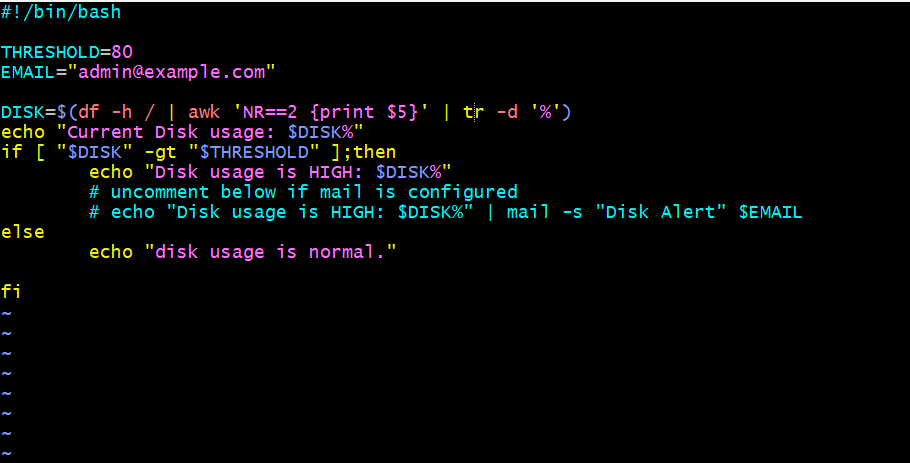 #!/bin/bash
THRESHOLD=80
EMAIL="admin@example.com"
DISK=$(df -h / | awk 'NR==2 {print $5}' | tr -d '%')
echo "Current Disk usage: $DISK%"
if [ "$DISK" -gt "$THRESHOLD" ];then
        echo "Disk usage is HIGH: $DISK%"
        # uncomment below if mail is configured
        # echo "Disk usage is HIGH: $DISK%" | mail -s "Disk Alert" $EMAIL
else
        echo "disk usage is normal."
fi
~
~
~
~
~
~
~
~